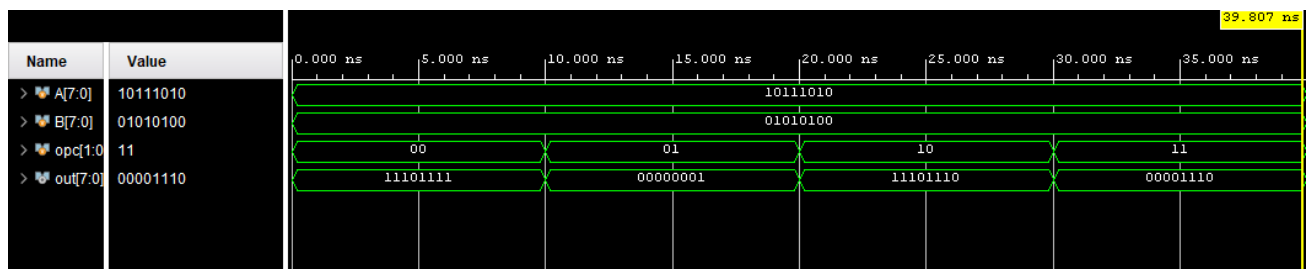 39.807 ns
Name Value 0.000 ns 5.000 ns 10.000 ns 15.000 ns 20.000 ns 25.000 ns 30.000 ns 35.000 ns
> A[7:0] 10111010 10111010
> B[7:0] 01010100 01010100
> opc[1:0 11 00 01 10 11
> out[7:0] 00001110 11101111 00000001 11101110 00001110